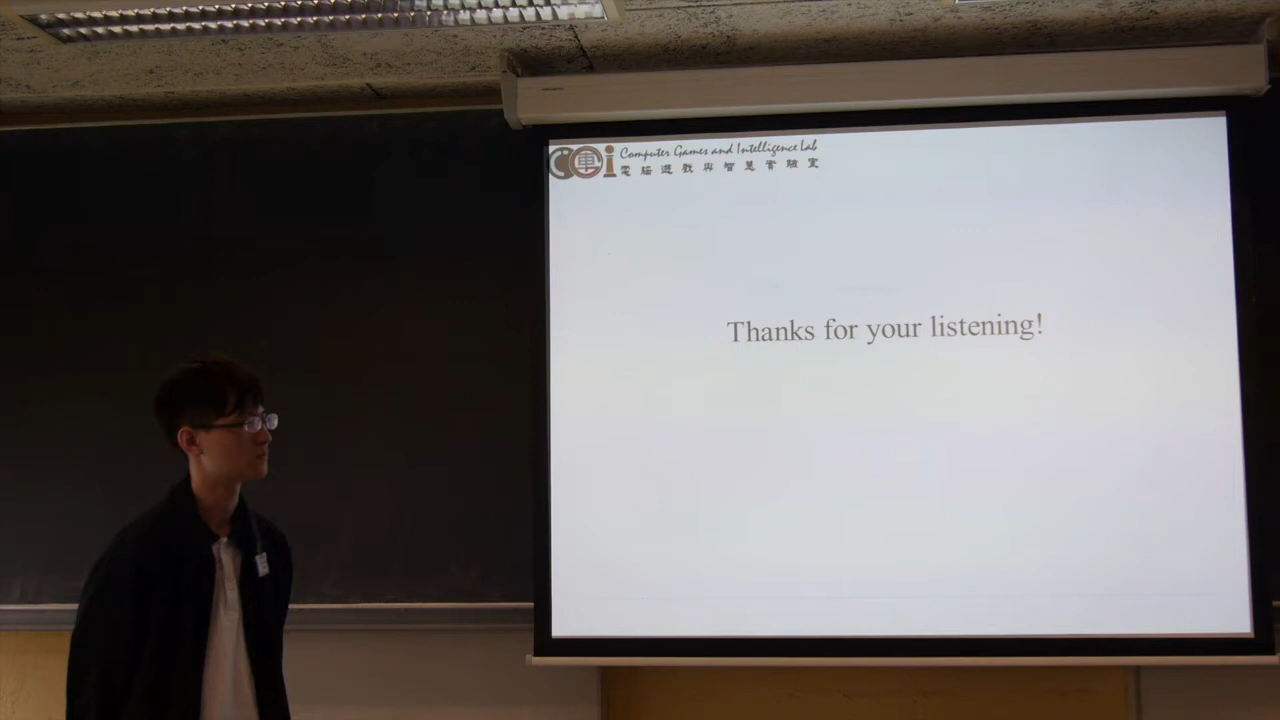 Computer Games and Intelligence Lab
電腦遊戲與智慧實驗室
Thanks for your listening!